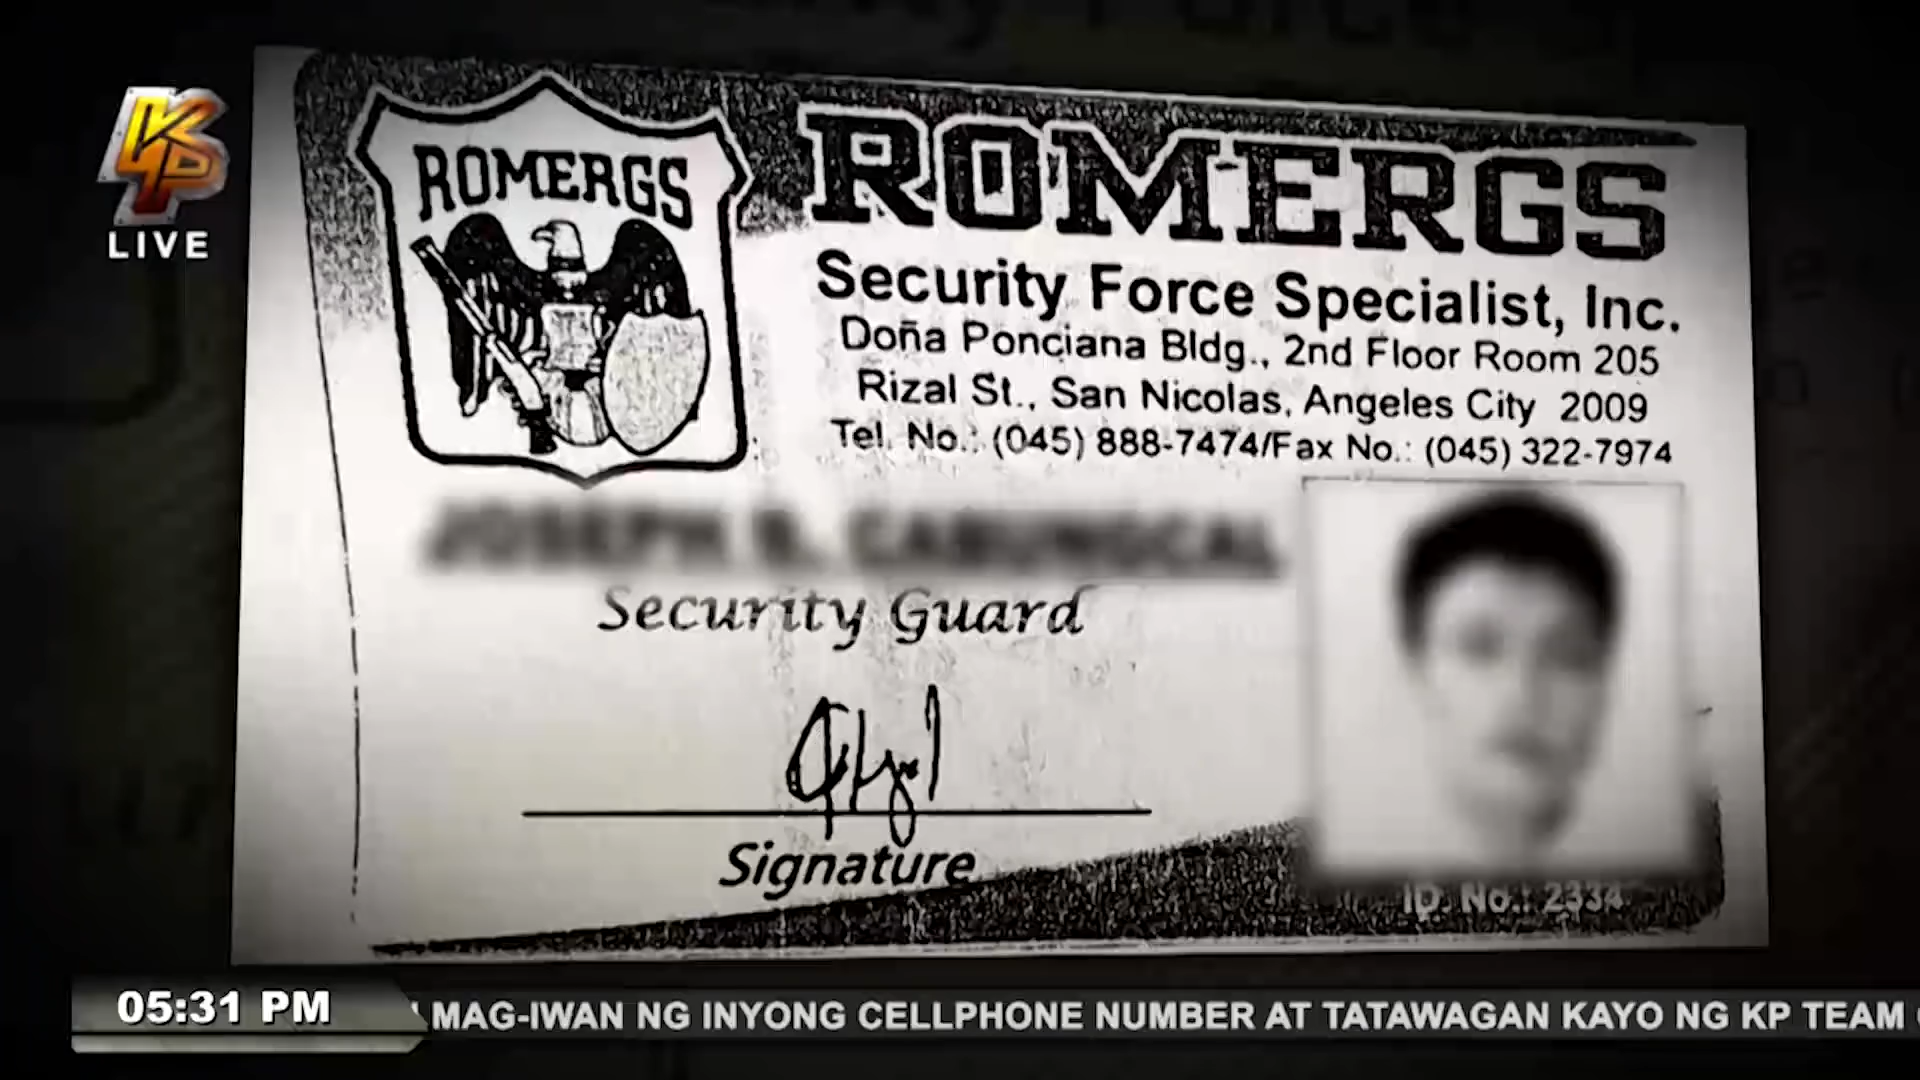 KP
LIVE
ROMERGS
ROMERGS
Security Force Specialist, Inc.
Doña Ponciana Bldg., 2nd Floor Room 205
Rizal St., San Nicolas, Angeles City 2009
Tel. No.: (045) 888-7474/Fax No.: (045) 322-7974
Security Guard
Signature
ID. No.: 2334
05:31 PM
MAG-IWAN NG INYONG CELLPHONE NUMBER AT TATAWAGAN KAYO NG KP TEAM